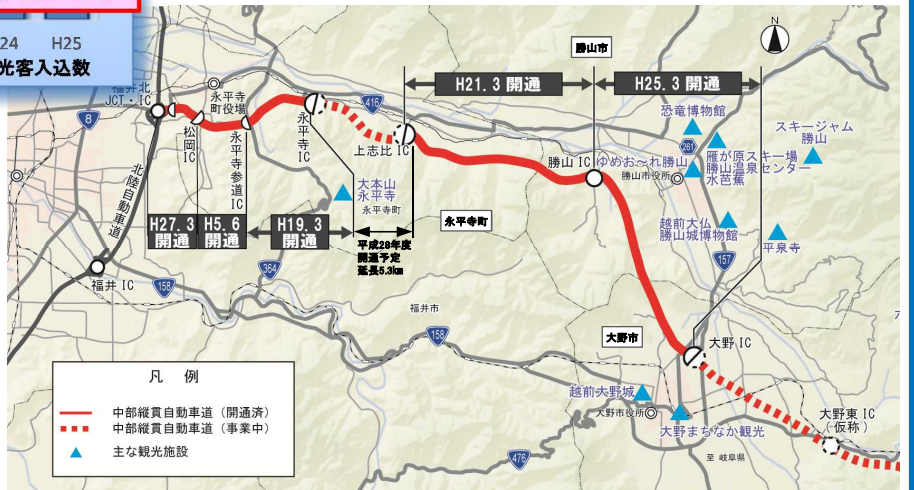 24 H25
光客入込数
福井北
JCT・IC
8
松岡IC
永平寺
町役場
永平寺参道IC
永平寺IC
416
上志比 IC
H21.3 開通
勝山市
H25.3 開通
恐竜博物館
スキージャム
勝山
261
勝山 IC
ゆめおーれ勝山
勝山市役所
雁が原スキー場
勝山温泉センター
水芭蕉
北陸自動車道
大本山
永平寺
永平寺町
H27.3
開通
H5.6
開通
H19.3
開通
平成28年度
開通予定
延長5.3km
永平寺町
越前大仏
勝山城博物館
平泉寺
157
364
福井 IC
158
福井市
158
大野市
大野 IC
越前大野城
大野市役所
大野まちなか観光
大野東 IC
(仮称)
476
至 岐阜県
凡 例
中部縦貫自動車道 (開通済)
中部縦貫自動車道 (事業中)
主な観光施設